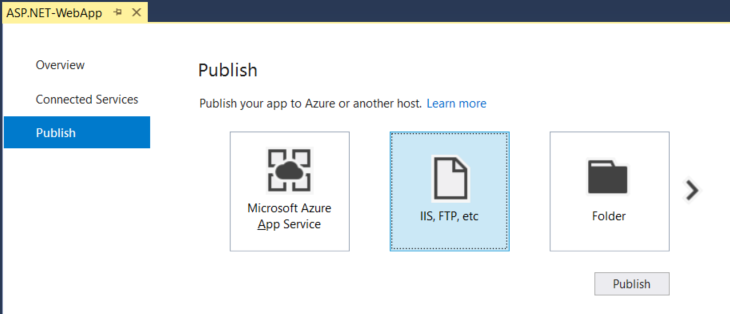 ASP.NET-WebApp
Overview
Connected Services
Publish
Publish
Publish your app to Azure or another host. Learn more
Microsoft Azure
App Service
IIS, FTP, etc
Folder
Publish